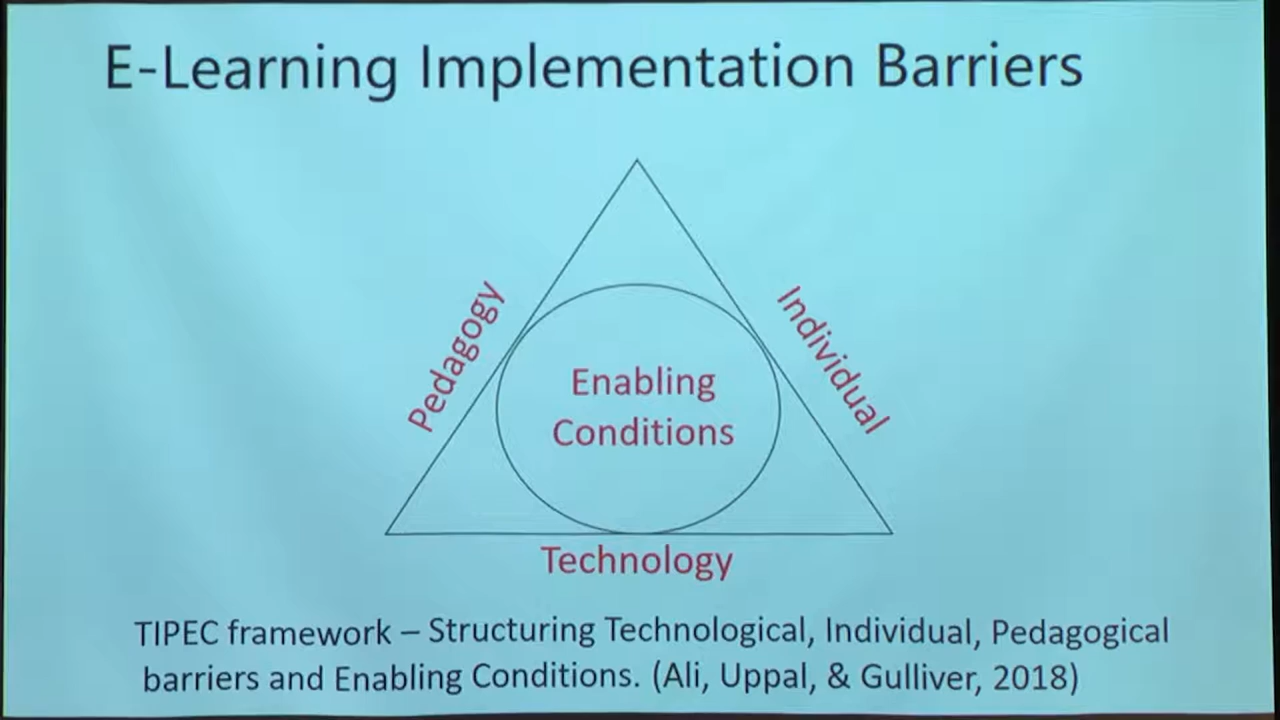 E-Learning Implementation Barriers
Pedagogy
Individual
Enabling
Conditions
Technology
TIPEC framework – Structuring Technological, Individual, Pedagogical
barriers and Enabling Conditions. (Ali, Uppal, & Gulliver, 2018)